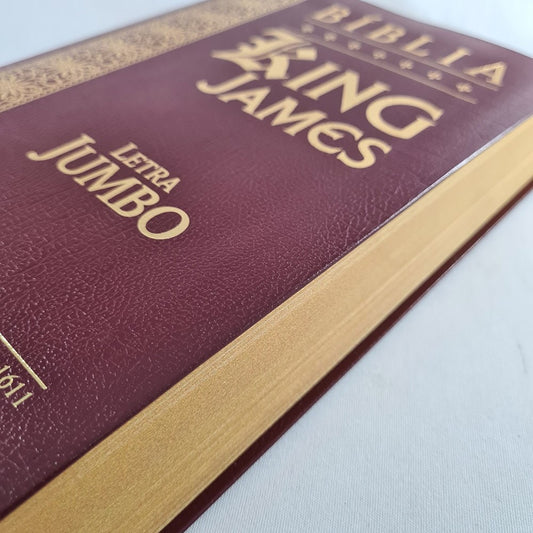 BÍBLIA
KING
JAMES
LETRA
JUMBO
1611